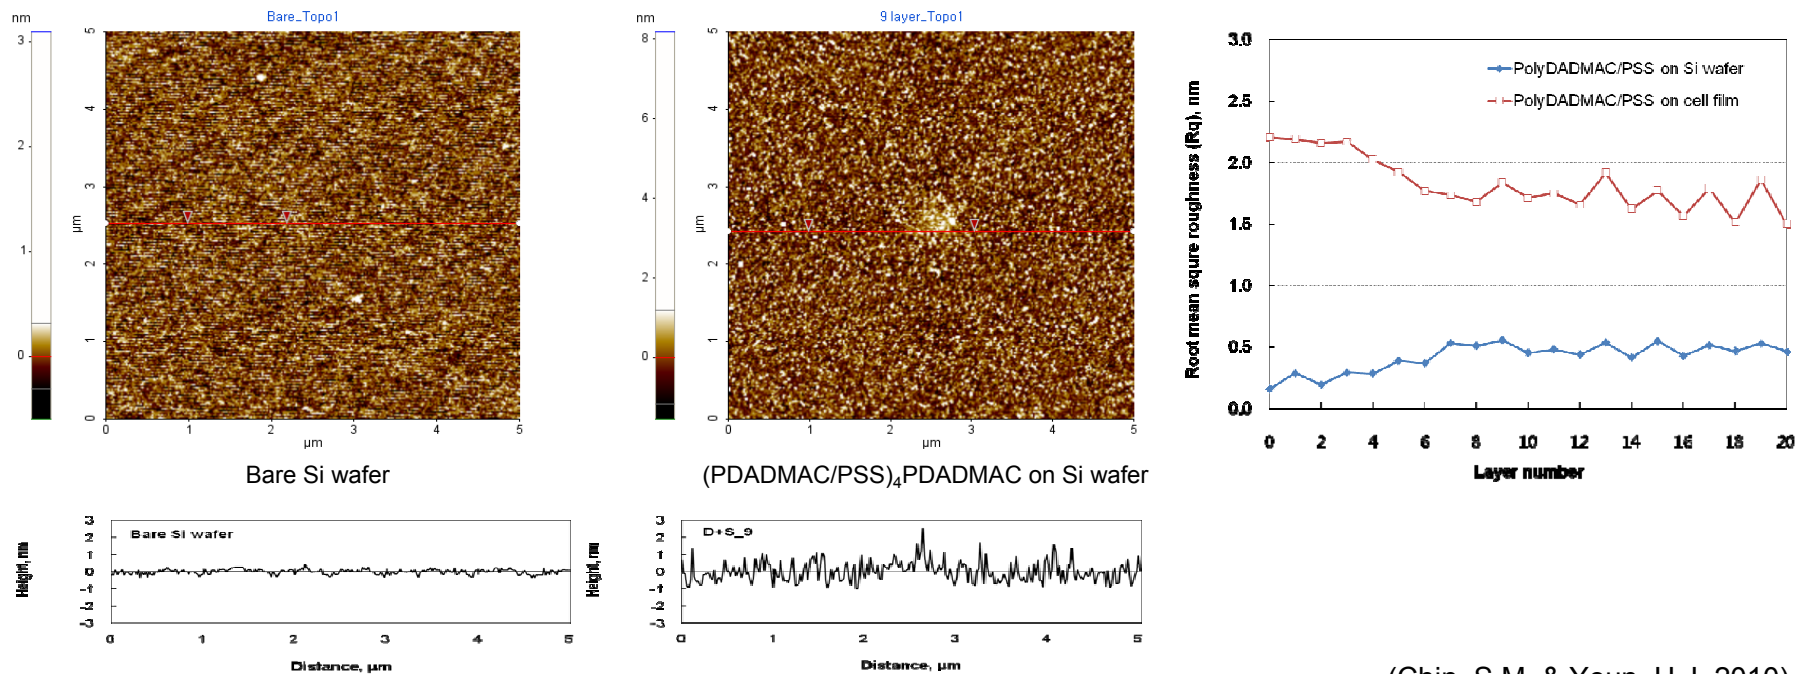 nm
Bare_Topo1
3
2
1
0
5
4
3
2
1
0
µm
0
1
2
3
4
5
µm
Bare Si wafer
nm
9 layer_Topo1
8
6
4
2
0
5
4
3
2
1
0
µm
0
1
2
3
4
5
µm
(PDADMAC/PSS)₄PDADMAC on Si wafer
3.0
2.5
2.0
1.5
1.0
0.5
0.0
Root mean squre roughness (Rq), nm
PolyDADMAC/PSS on Si wafer
PolyDADMAC/PSS on cell film
0 2 4 6 8 10 12 14 16 18 20
Layer number
Height, nm
3
2
1
0
-1
-2
-3
Bare Si wafer
0 1 2 3 4 5
Distance, µm
Height, nm
3
2
1
0
-1
-2
-3
D+S_9
0 1 2 3 4 5
Distance, µm